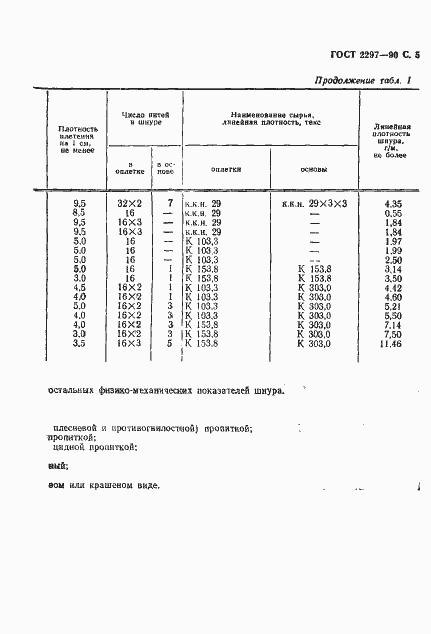 ГОСТ 2297—90 С. 5
Продолжение табл. 1
Плотность плетения на 1 см, не менее
Число нитей в шнуре
Наименование сырья, линейная плотность, текс
Линейная плотность шнура, г/м, не более
в оплетке
в основе
оплетки
основы
9,5 32×2 7 к.к.н. 29 к.к.н. 29×3×3 4,35
8,5 16 — к.к.н. 29 — 0,55
9,5 16×3 — к.к.н. 29 — 1,84
9,5 16×3 — к.к.н. 29 — 1,84
5,0 16 — К 103,3 — 1,97
5,0 16 — К 103,3 — 1,99
5,0 16 — К 103,3 — 2,50
5,0 16 1 К 153,8 К 153,8 3,14
3,0 16 1 К 153,8 К 153,8 3,50
4,5 16×2 1 К 103,3 К 303,0 4,42
4,0 16×2 1 К 103,3 К 303,0 4,60
5,0 16×2 3 К 103,3 К 303,0 5,21
4,0 16×2 3 К 103,3 К 303,0 5,50
4,0 16×2 3 К 153,8 К 303,0 7,14
3,0 16×2 3 К 153,8 К 303,0 7,50
3,5 16×3 5 К 153,8 К 303,0 11,46
остальных физико-механических показателей шнура.
плесневой и противогнилостной) пропиткой;
пропиткой;
цидной пропиткой;
ный;
вом или крашеном виде.